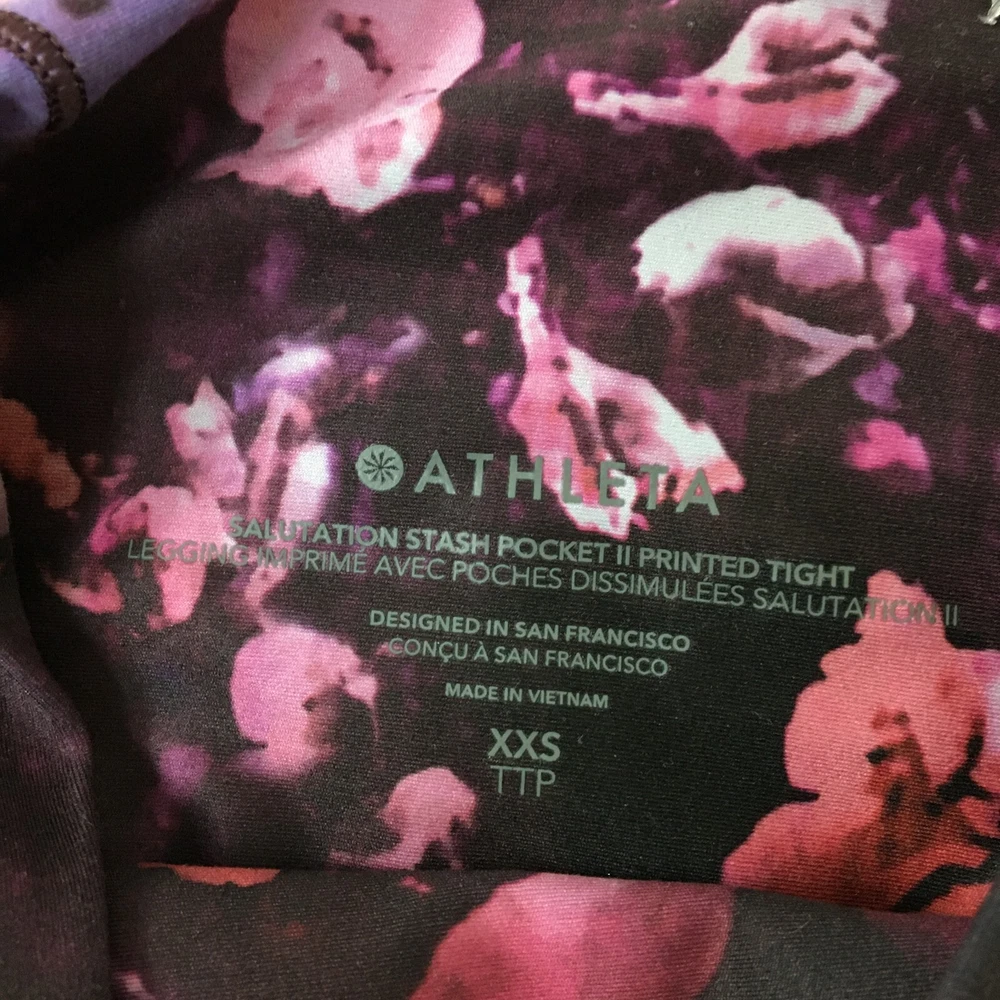 ATHLETA
SALUTATION STASH POCKET II PRINTED TIGHT
LEGGING IMPRIMÉ AVEC POCHES DISSIMULÉES SALUTATION II
DESIGNED IN SAN FRANCISCO
CONÇU À SAN FRANCISCO
MADE IN VIETNAM
XXS
TTP